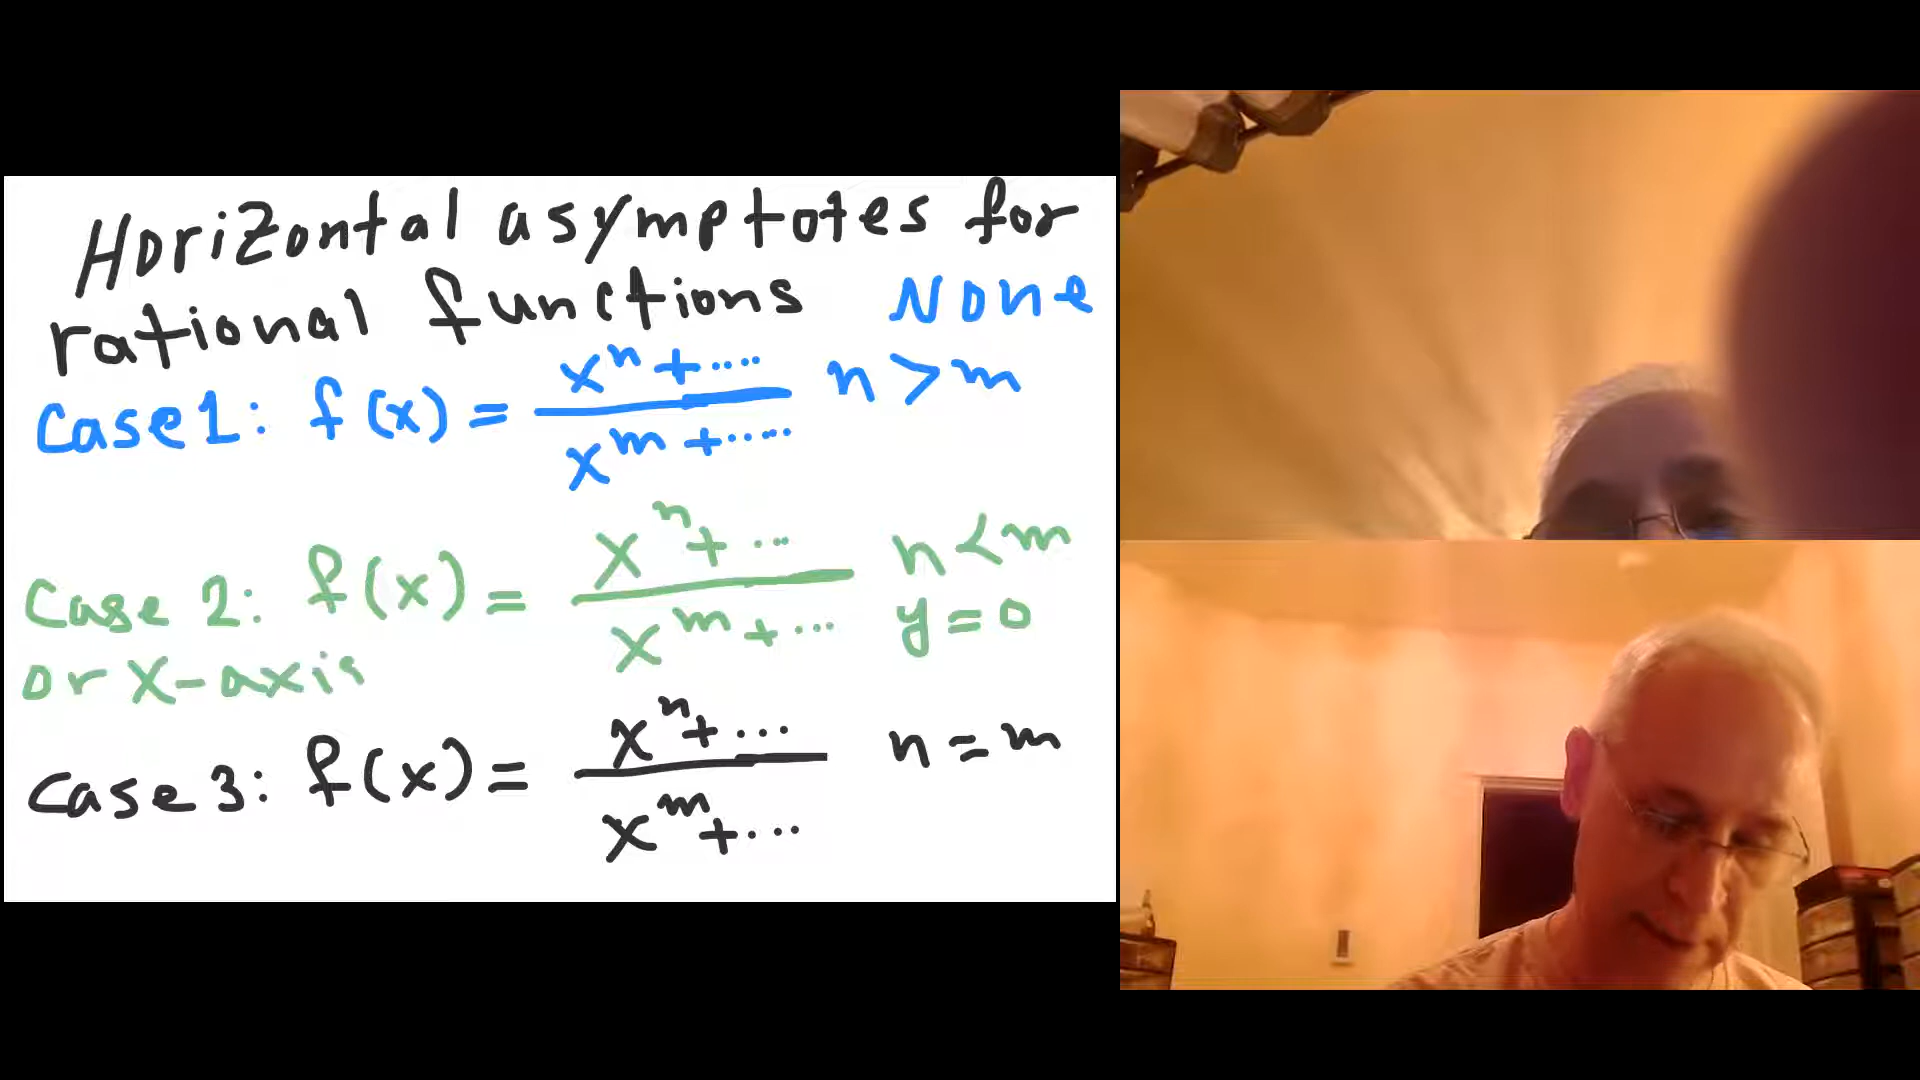 Horizontal asymptotes for
rational functions None
Case 1: f(x) = x^n + .... / x^m + ..... n > m
Case 2: f(x) = x^n + ... / x^m + ... n < m
y = 0
or x-axis
Case 3: f(x) = x^n + ... / x^m + ... n = m